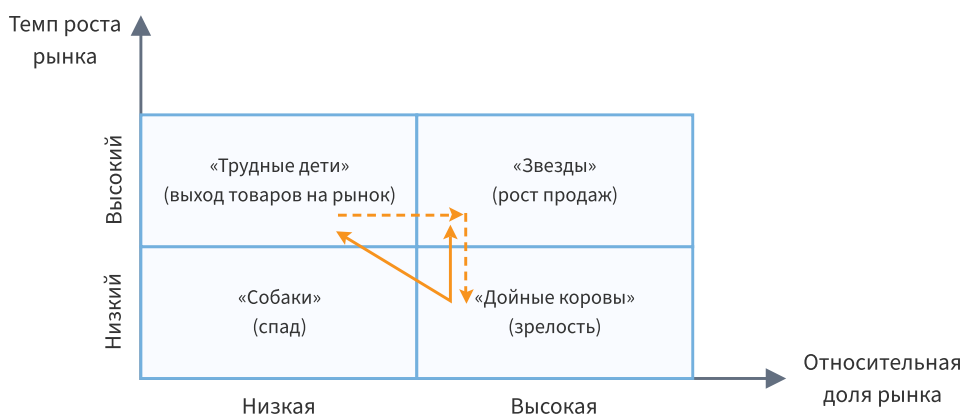 Темп роста
рынка
Высокий
«Трудные дети»
(выход товаров на рынок)
«Звезды»
(рост продаж)
Низкий
«Собаки»
(спад)
«Дойные коровы»
(зрелость)
Относительная
доля рынка
Низкая
Высокая